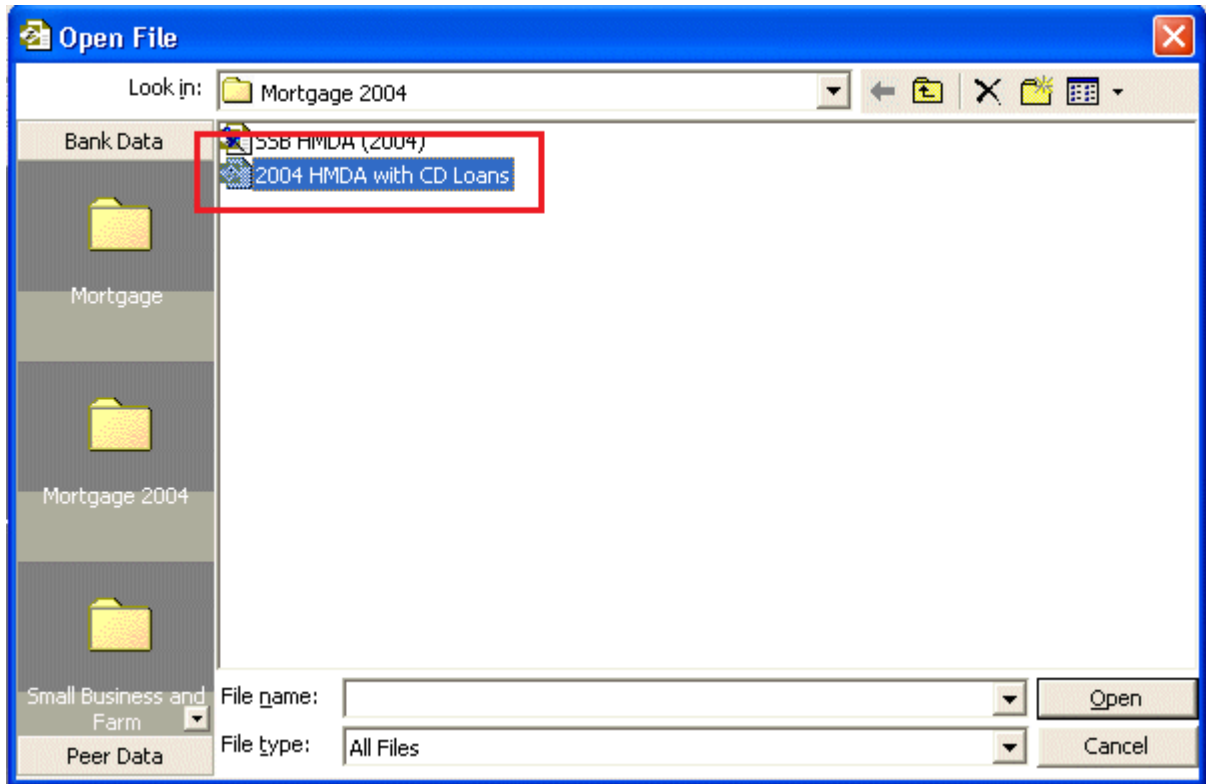 Open File
Look in: Mortgage 2004
Bank Data
SSB HMDA (2004)
2004 HMDA with CD Loans
Mortgage
Mortgage 2004
Small Business and
Farm
Peer Data
File name:
Open
File type: All Files
Cancel